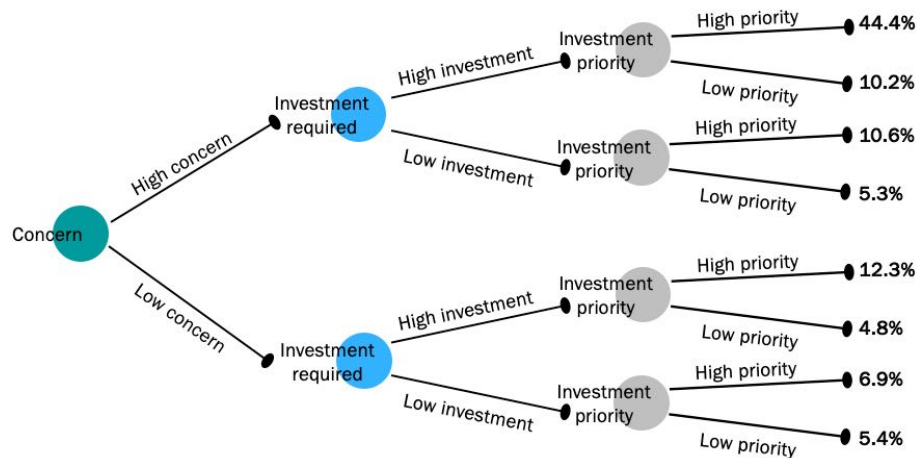 Concern
High concern
Low concern
Investment
required
High investment
Low investment
Investment
priority
High priority
44.4%
Low priority
10.2%
Investment
priority
High priority
10.6%
Low priority
5.3%
Investment
required
High investment
Low investment
Investment
priority
High priority
12.3%
Low priority
4.8%
Investment
priority
High priority
6.9%
Low priority
5.4%